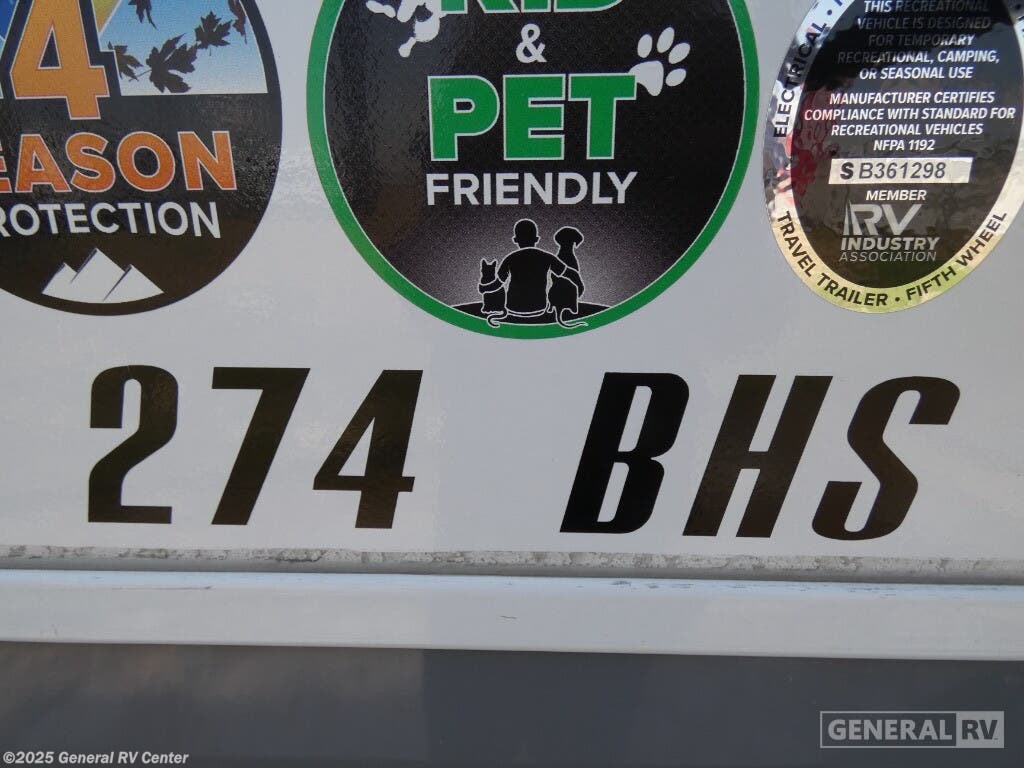 4
EASON
ROTECTION
KID
&
PET
FRIENDLY
ELECTRICAL
THIS RECREATIONAL
VEHICLE IS DESIGNED
FOR TEMPORARY
RECREATIONAL, CAMPING,
OR SEASONAL USE
MANUFACTURER CERTIFIES
COMPLIANCE WITH STANDARD FOR
RECREATIONAL VEHICLES
NFPA 1192
S B361298
MEMBER
RV
INDUSTRY
ASSOCIATION
TRAVEL TRAILER • FIFTH WHEEL
274 BHS
GENERAL RV
©2025 General RV Center